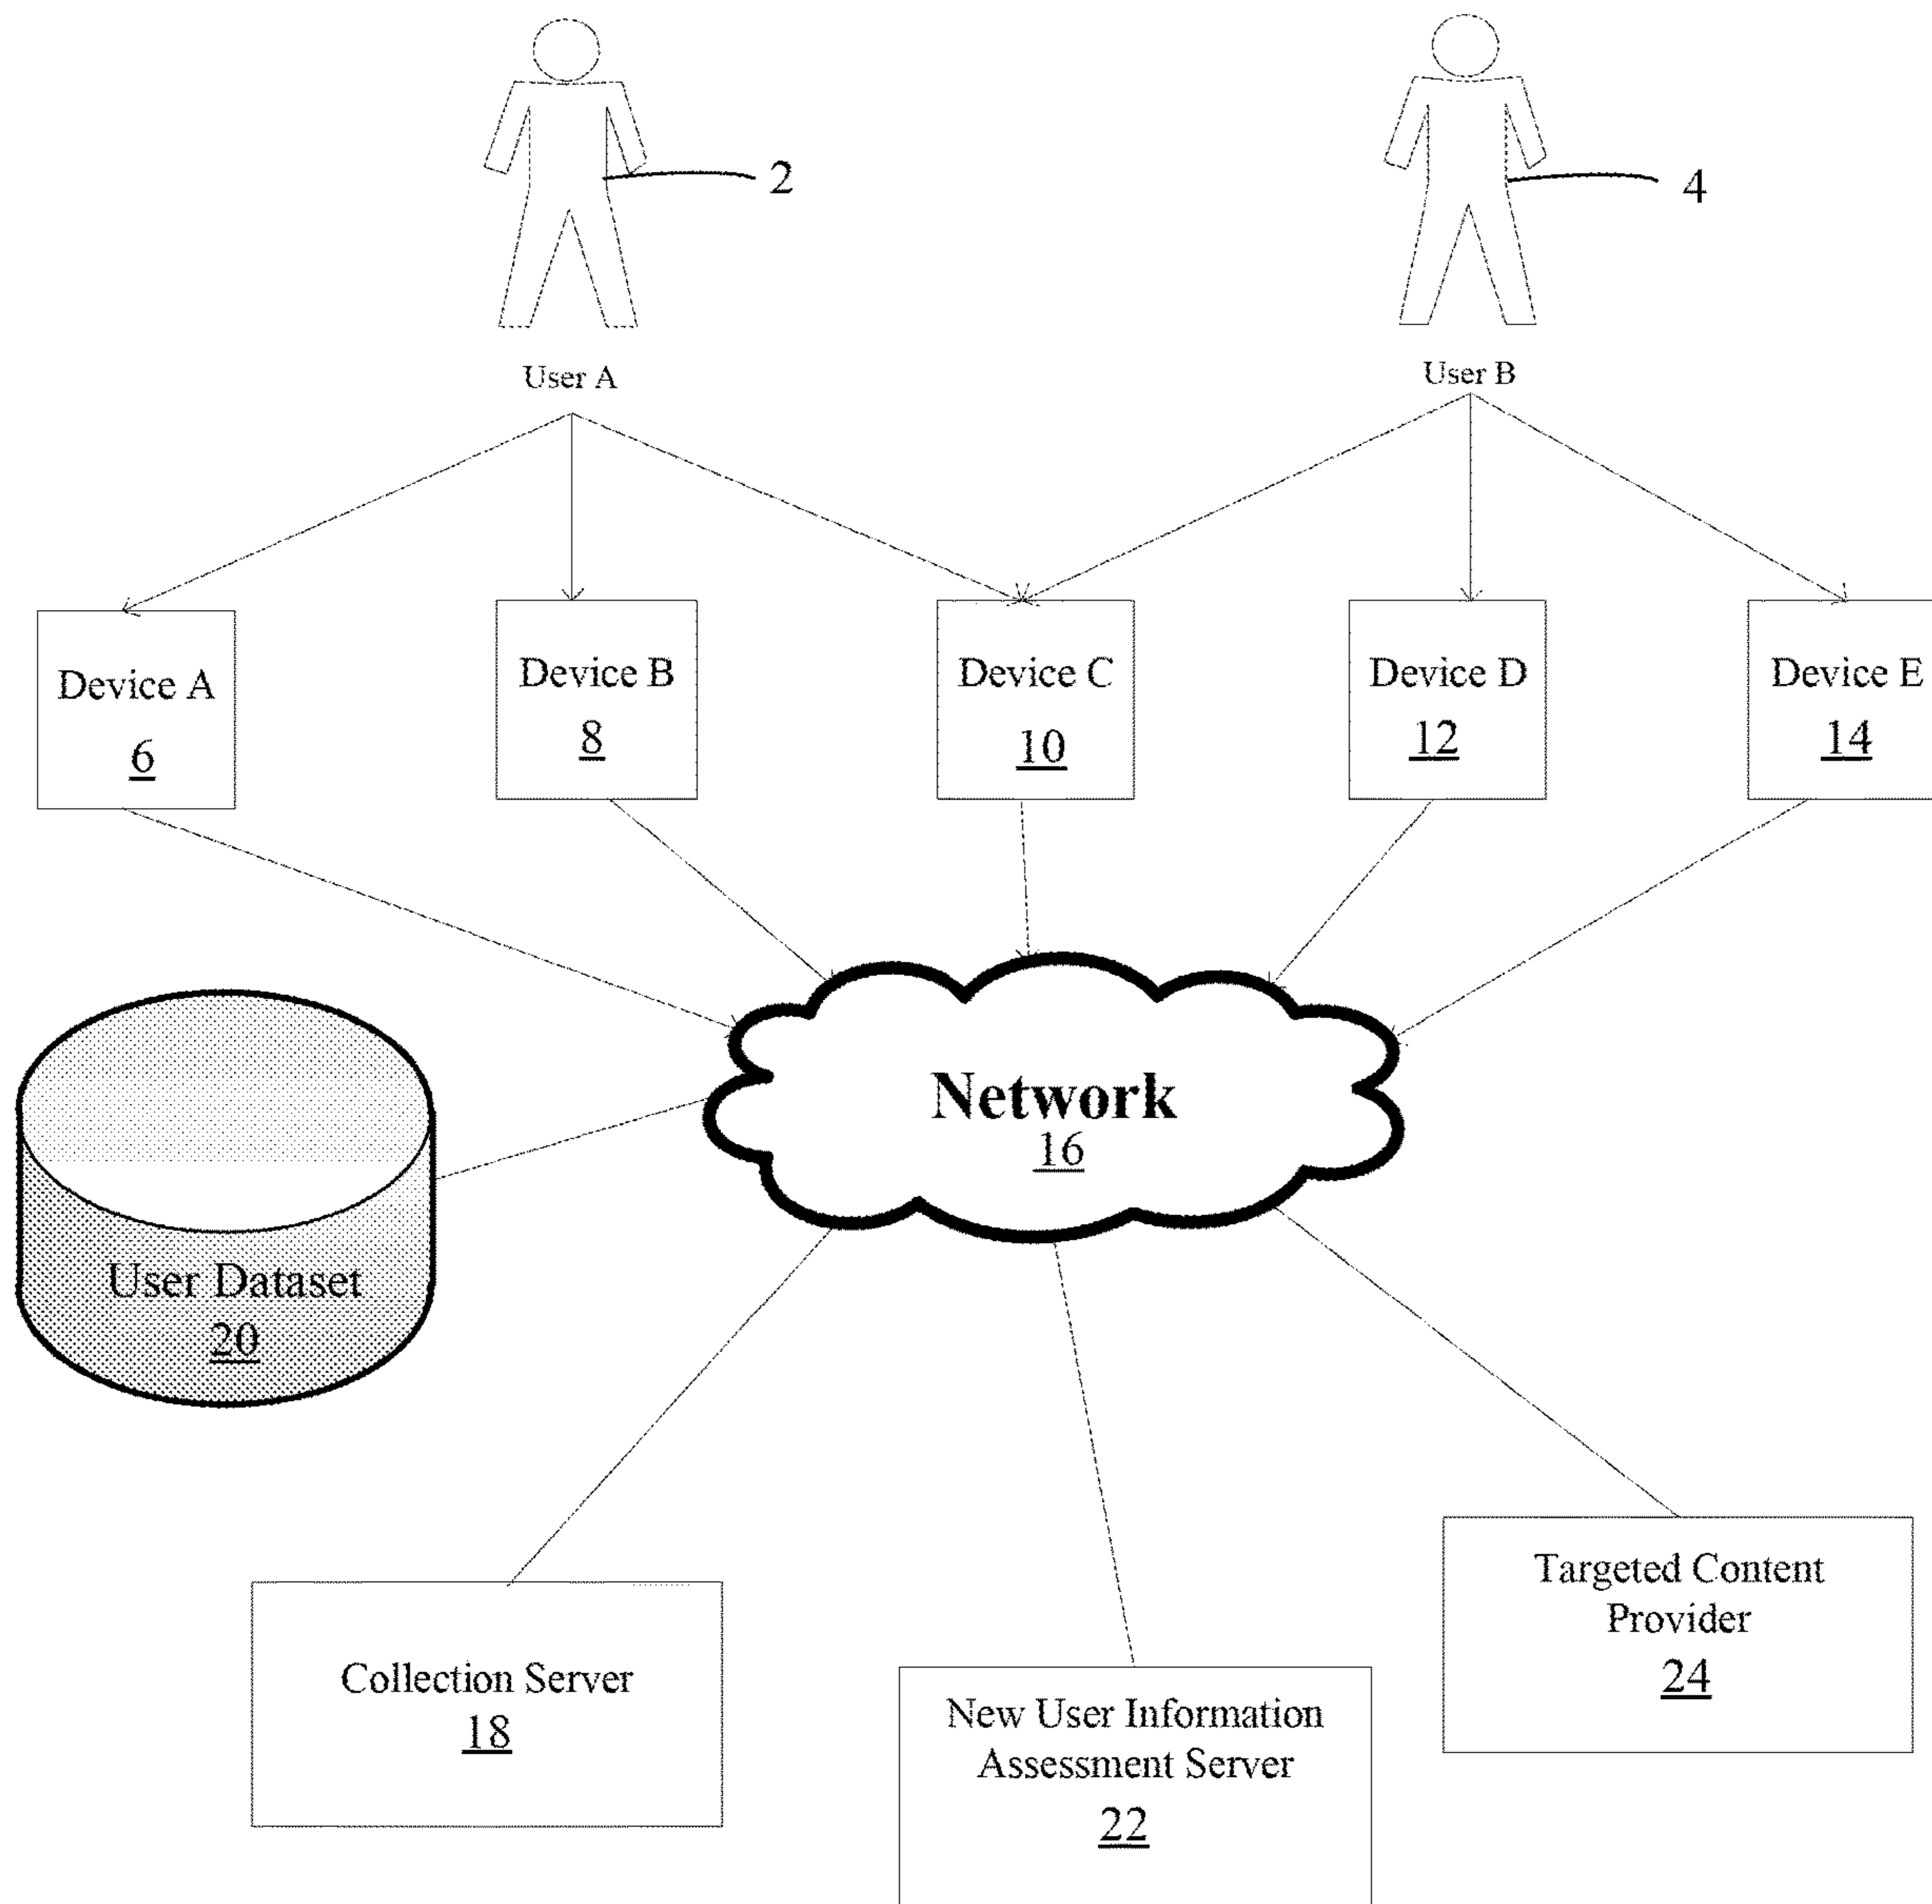 2
4
User A
User B
Device A
6
Device B
8
Device C
10
Device D
12
Device E
14
Network
16
User Dataset
20
Collection Server
18
New User Information
Assessment Server
22
Targeted Content
Provider
24